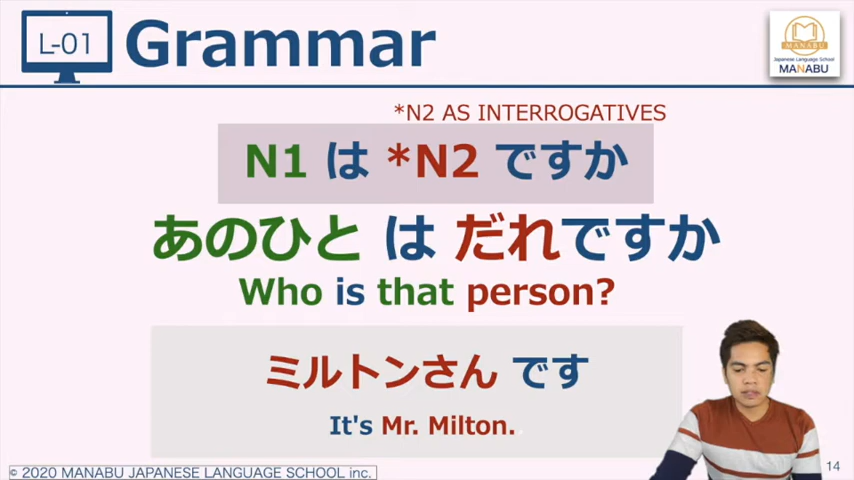 L-01
Grammar
MANABU
Japanese Language School
MANABU
*N2 AS INTERROGATIVES
N1 は *N2 ですか
あのひと は だれですか
Who is that person?
ミルトンさん です
It's Mr. Milton.
© 2020 MANABU JAPANESE LANGUAGE SCHOOL inc.
14